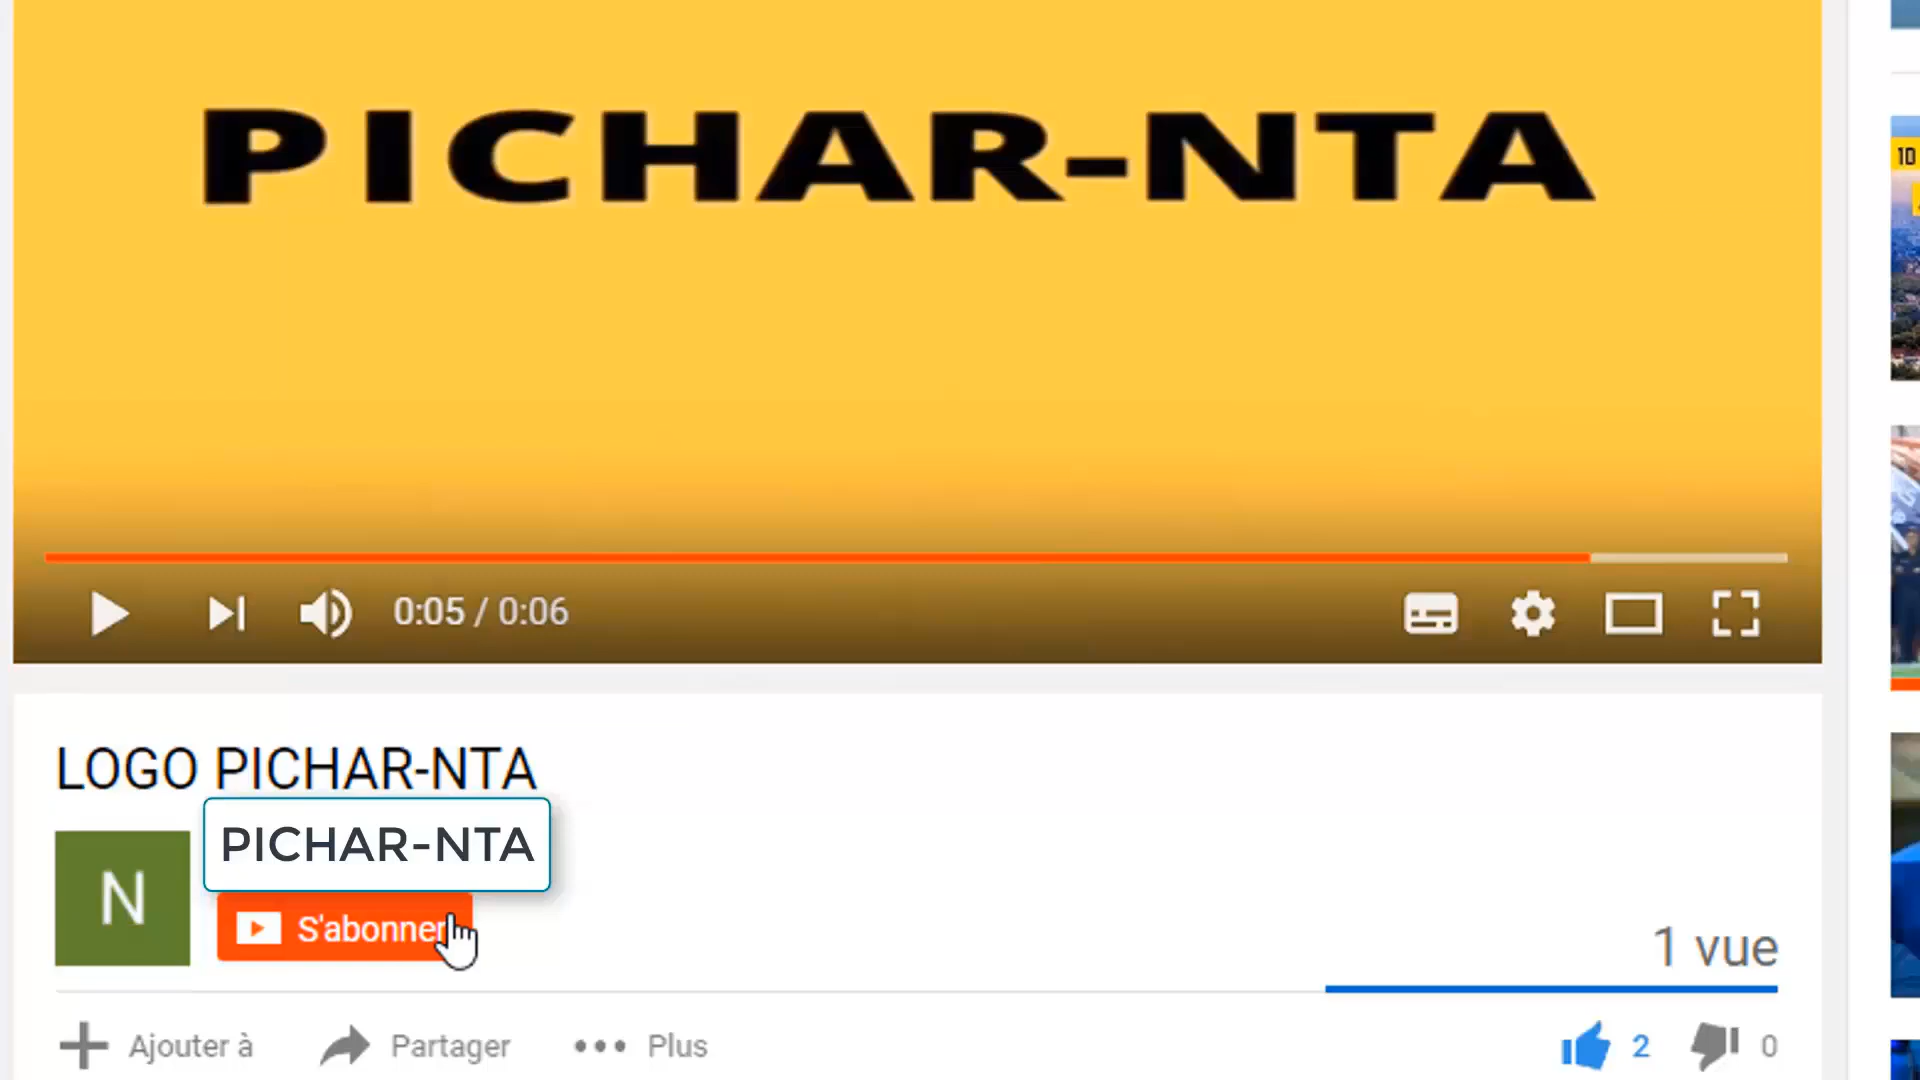 PICHAR-NTA
10
0:05 / 0:06
LOGO PICHAR-NTA
PICHAR-NTA
N
S'abonner
1 vue
Ajouter à
Partager
Plus
2
0